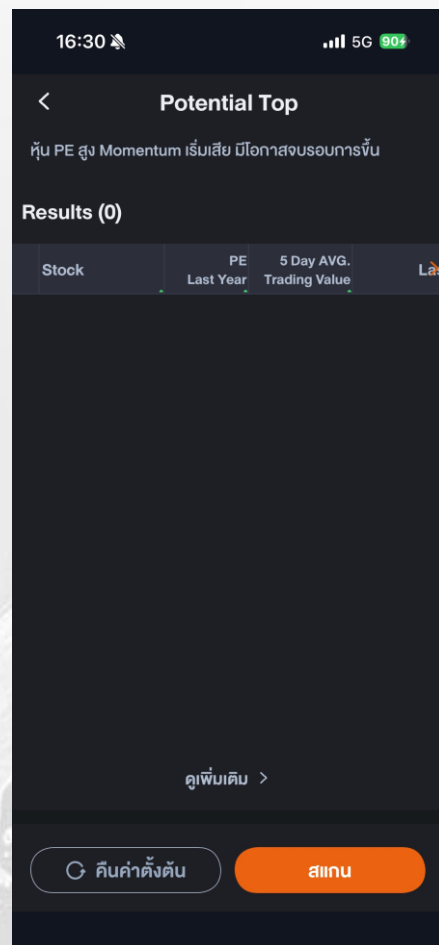 16:30
5G 90
Potential Top
หุ้น PE สูง Momentum เริ่มเสีย มีโอกาสจบรอบการขึ้น
Results (0)
Stock PE Last Year 5 Day AVG. Trading Value Las
ดูเพิ่มเติม
คืนค่าตั้งต้น
สแกน